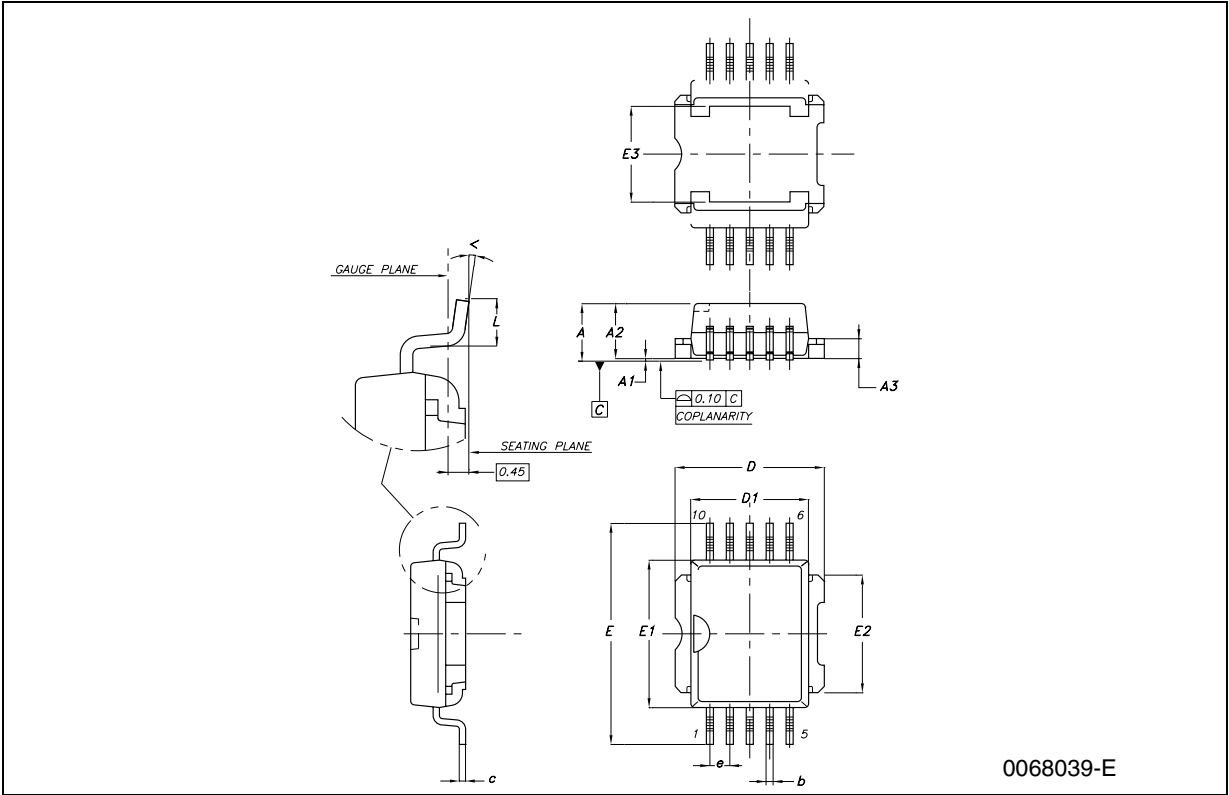 E3
<
GAUGE PLANE
L
A
A2
A1
A3
C
⌓ 0.10 C
COPLANARITY
SEATING PLANE
0.45
D
D1
10
6
E
E1
E2
1
5
e
b
c
0068039-E